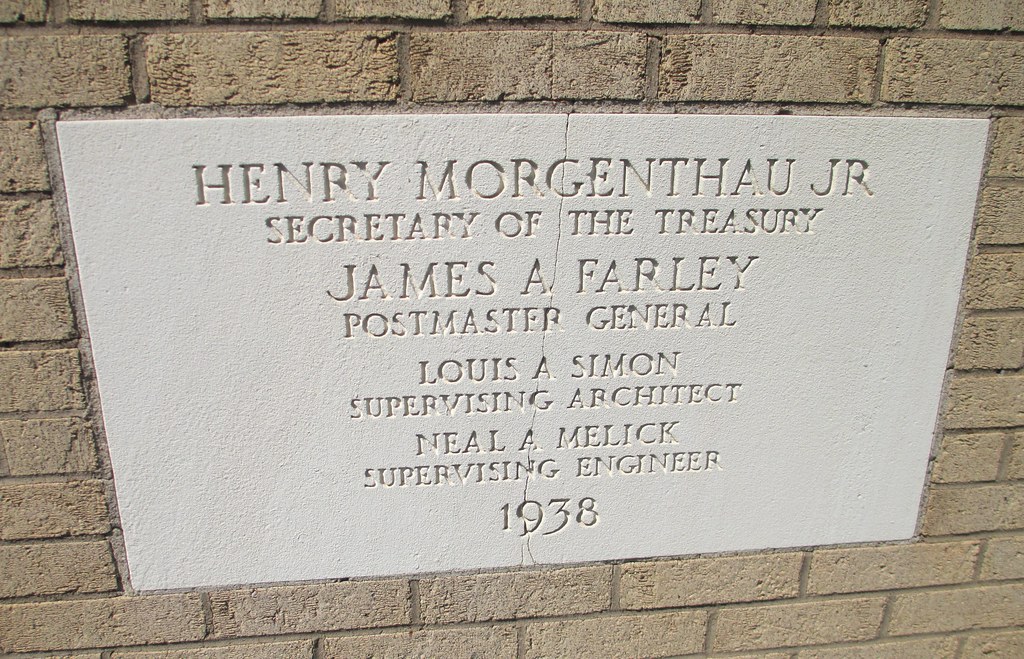 HENRY MORGENTHAU JR
SECRETARY OF THE TREASURY
JAMES A FARLEY
POSTMASTER GENERAL
LOUIS A SIMON
SUPERVISING ARCHITECT
NEAL A MELICK
SUPERVISING ENGINEER
1938